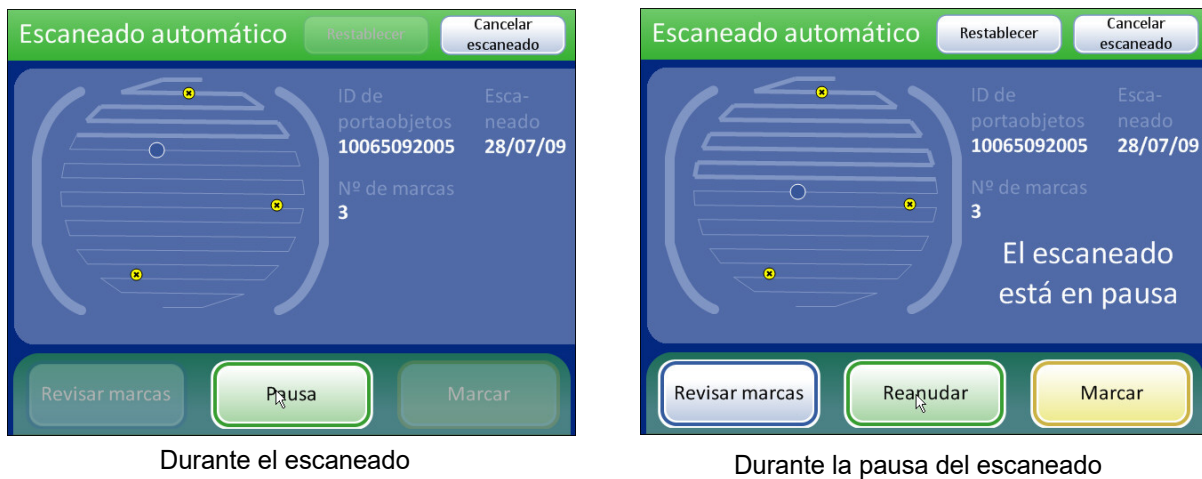 Escaneado automático
Restablecer
Cancelar
escaneado
ID de
portaobjetos
10065092005
Esca-
neado
28/07/09
Nº de marcas
3
Revisar marcas
Pausa
Marcar
Durante el escaneado
Escaneado automático
Restablecer
Cancelar
escaneado
ID de
portaobjetos
10065092005
Esca-
neado
28/07/09
Nº de marcas
3
El escaneado
está en pausa
Revisar marcas
Reanudar
Marcar
Durante la pausa del escaneado